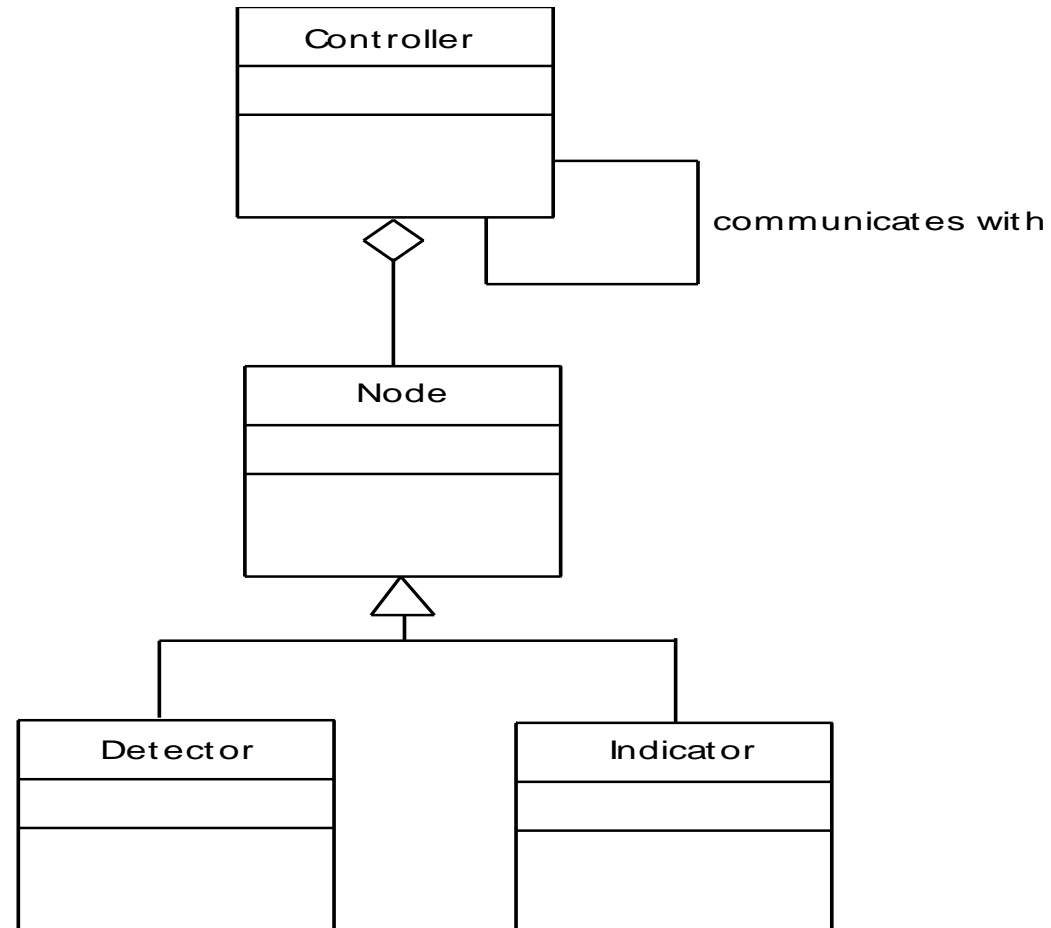 Controller
communicates with
Node
Detector
Indicator